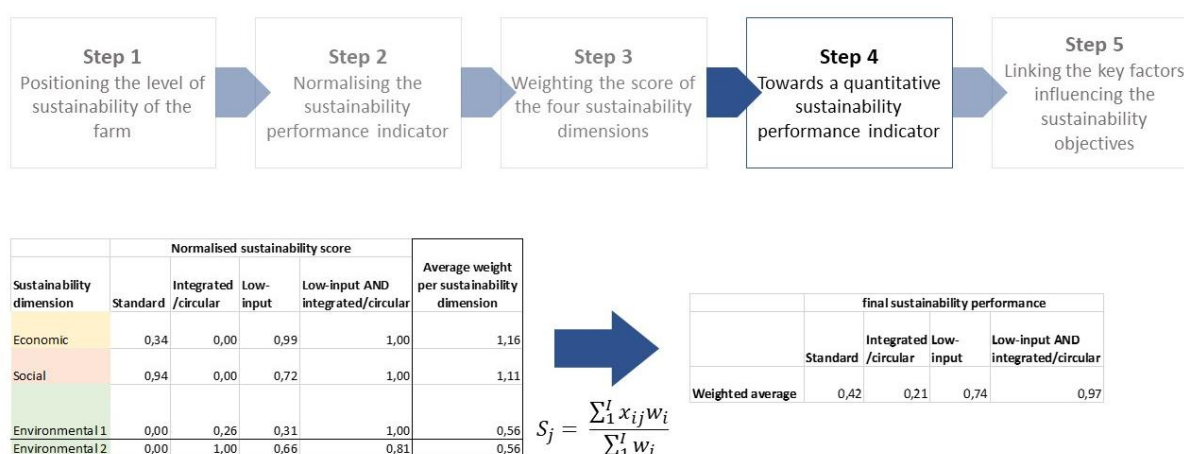 Step 1
Positioning the level of
sustainability of the
farm
Step 2
Normalising the
sustainability
performance indicator
Step 3
Weighting the score of
the four sustainability
dimensions
Step 4
Towards a quantitative
sustainability
performance indicator
Step 5
Linking the key factors
influencing the
sustainability
objectives
Normalised sustainability score
Sustainability dimension Standard Integrated /circular Low-input Low-input AND integrated/circular Average weight per sustainability dimension
Economic 0,34 0,00 0,99 1,00 1,16
Social 0,94 0,00 0,72 1,00 1,11
Environmental 1 0,00 0,26 0,31 1,00 0,56
Environmental 2 0,00 1,00 0,66 0,81 0,56
S_j = ∑_1^I x_ij w_i / ∑_1^I w_i
final sustainability performance
Standard Integrated /circular Low-input Low-input AND integrated/circular
Weighted average 0,42 0,21 0,74 0,97